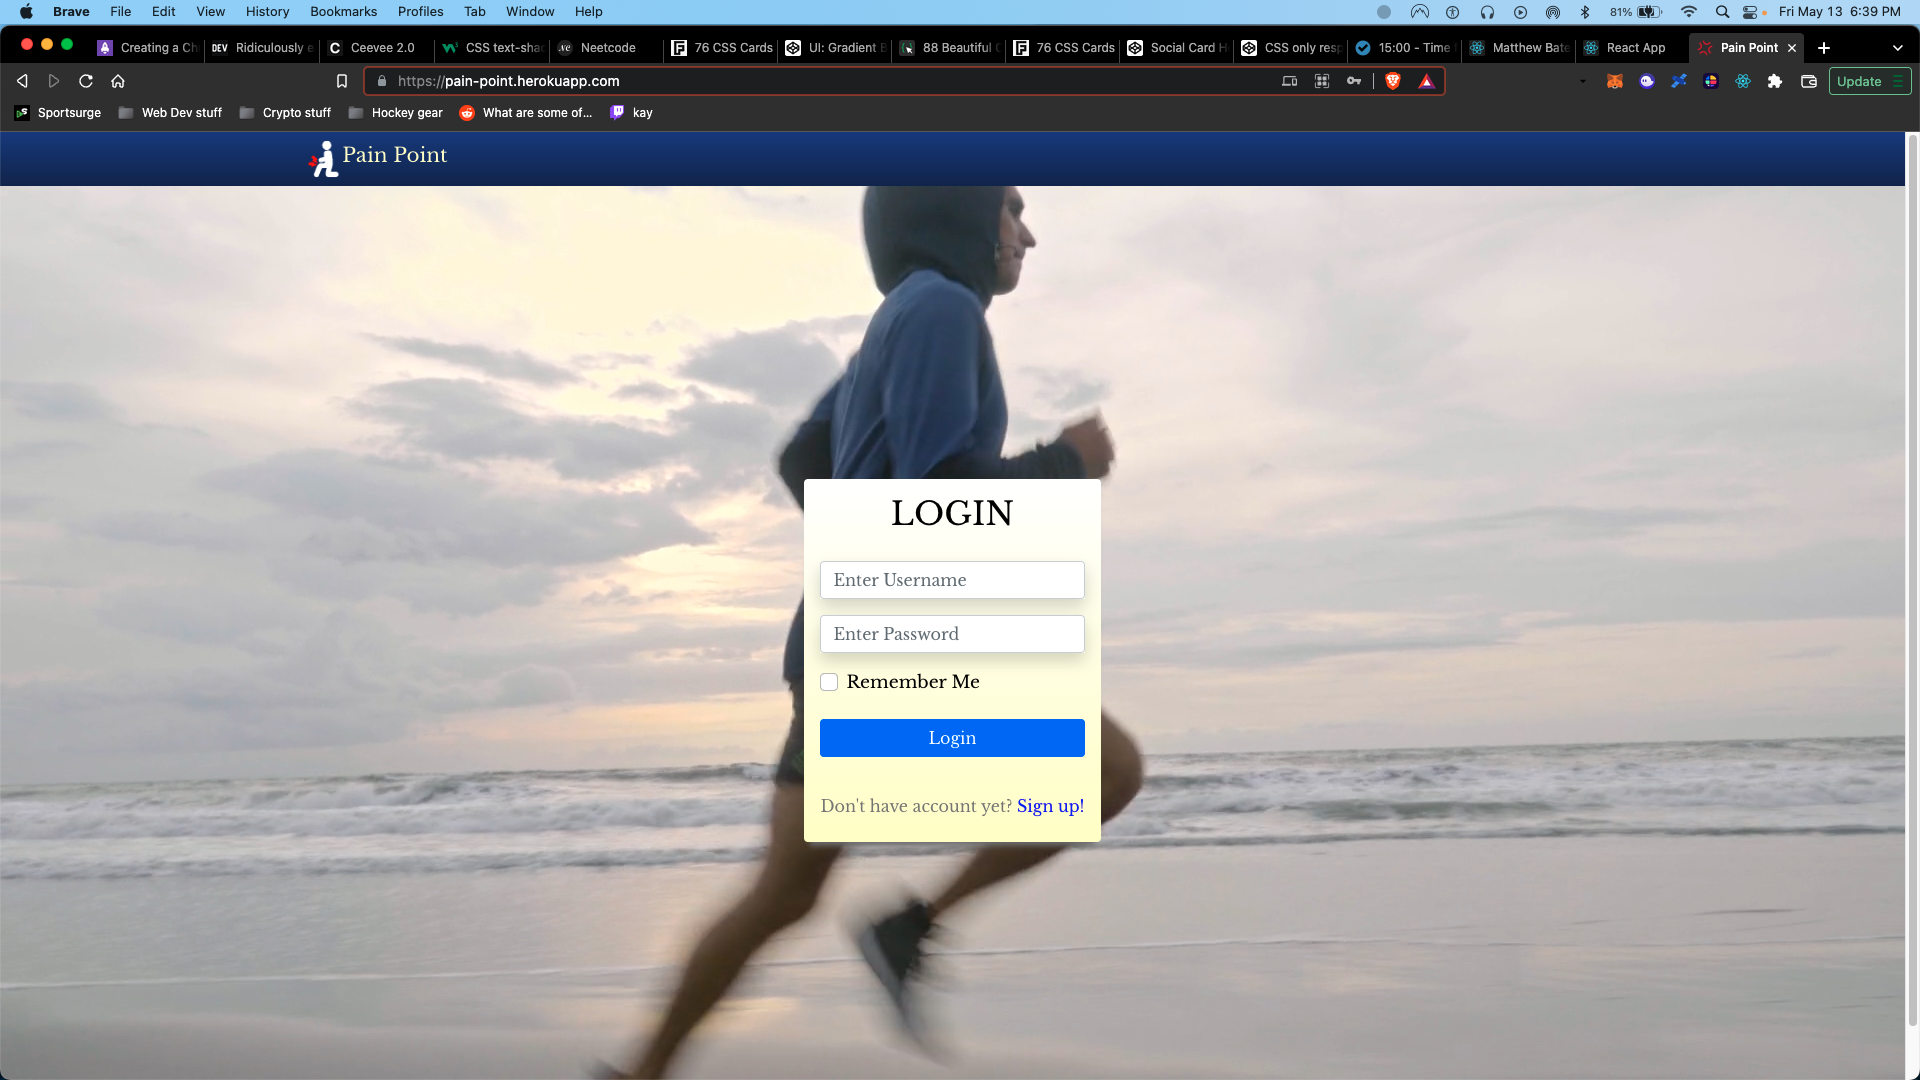 Brave File Edit View History Bookmarks Profiles Tab Window Help 81% Fri May 13 6:39 PM
Creating a Ch DEV Ridiculously e C Ceevee 2.0 CSS text-sha Neetcode 76 CSS Cards UI: Gradient B 88 Beautiful C 76 CSS Cards Social Card H CSS only resp 15:00 - Time Matthew Bate React App Pain Point
https://pain-point.herokuapp.com Update
Sportsurge Web Dev stuff Crypto stuff Hockey gear What are some of... kay
Pain Point
LOGIN
Enter Username
Enter Password
Remember Me
Login
Don't have account yet? Sign up!